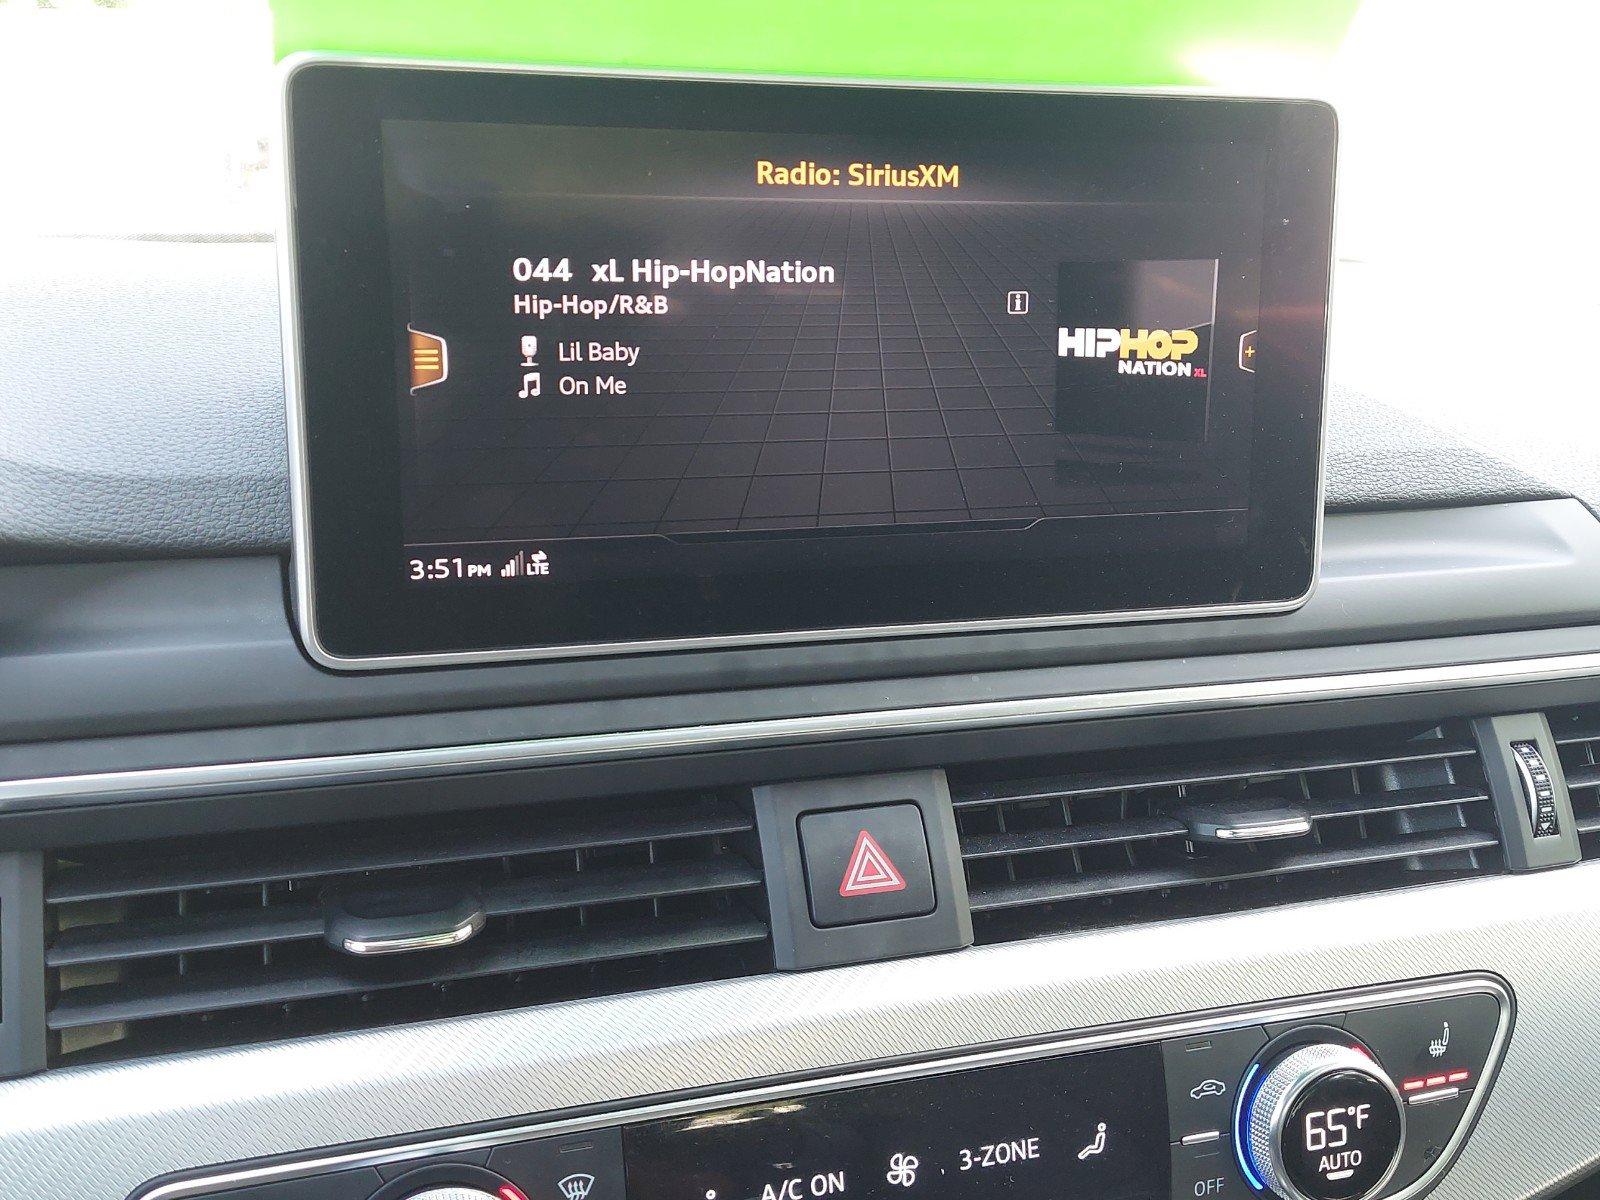 Radio: SiriusXM
044 xL Hip-HopNation
Hip-Hop/R&B
Lil Baby
On Me
HIPHOP
NATION XL
+
3:51PM LTE
65°F
AUTO
A/C ON
3-ZONE
OFF